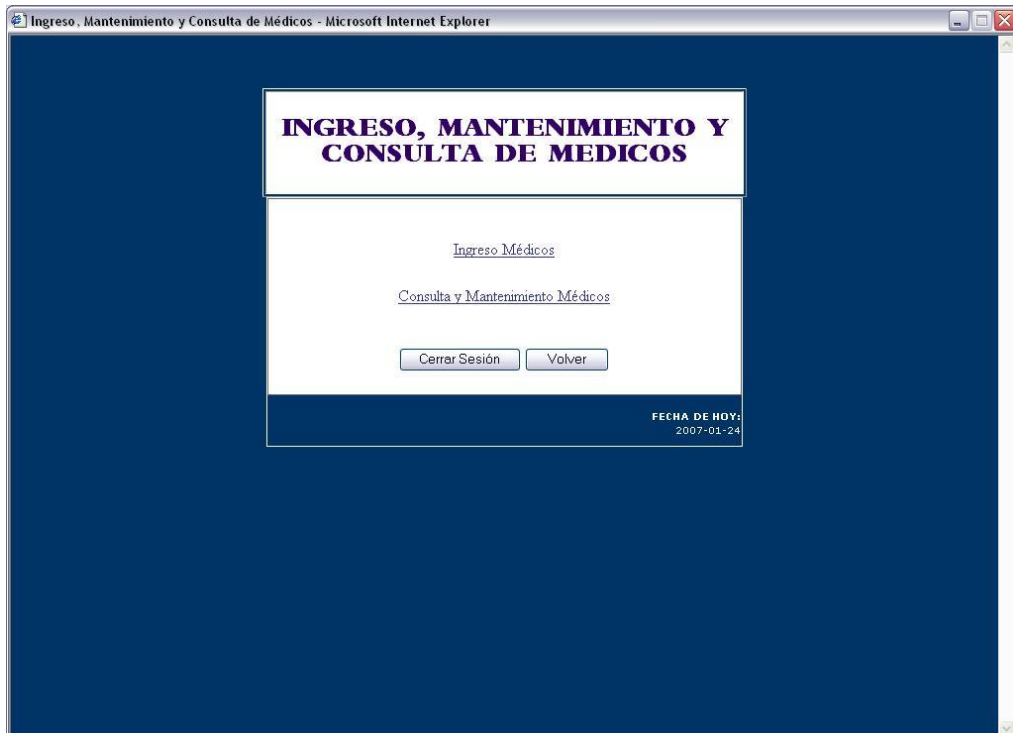 Ingreso, Mantenimiento y Consulta de Médicos - Microsoft Internet Explorer
INGRESO, MANTENIMIENTO Y
CONSULTA DE MEDICOS
Ingreso Médicos
Consulta y Mantenimiento Médicos
Cerrar Sesión Volver
FECHA DE HOY:
2007-01-24